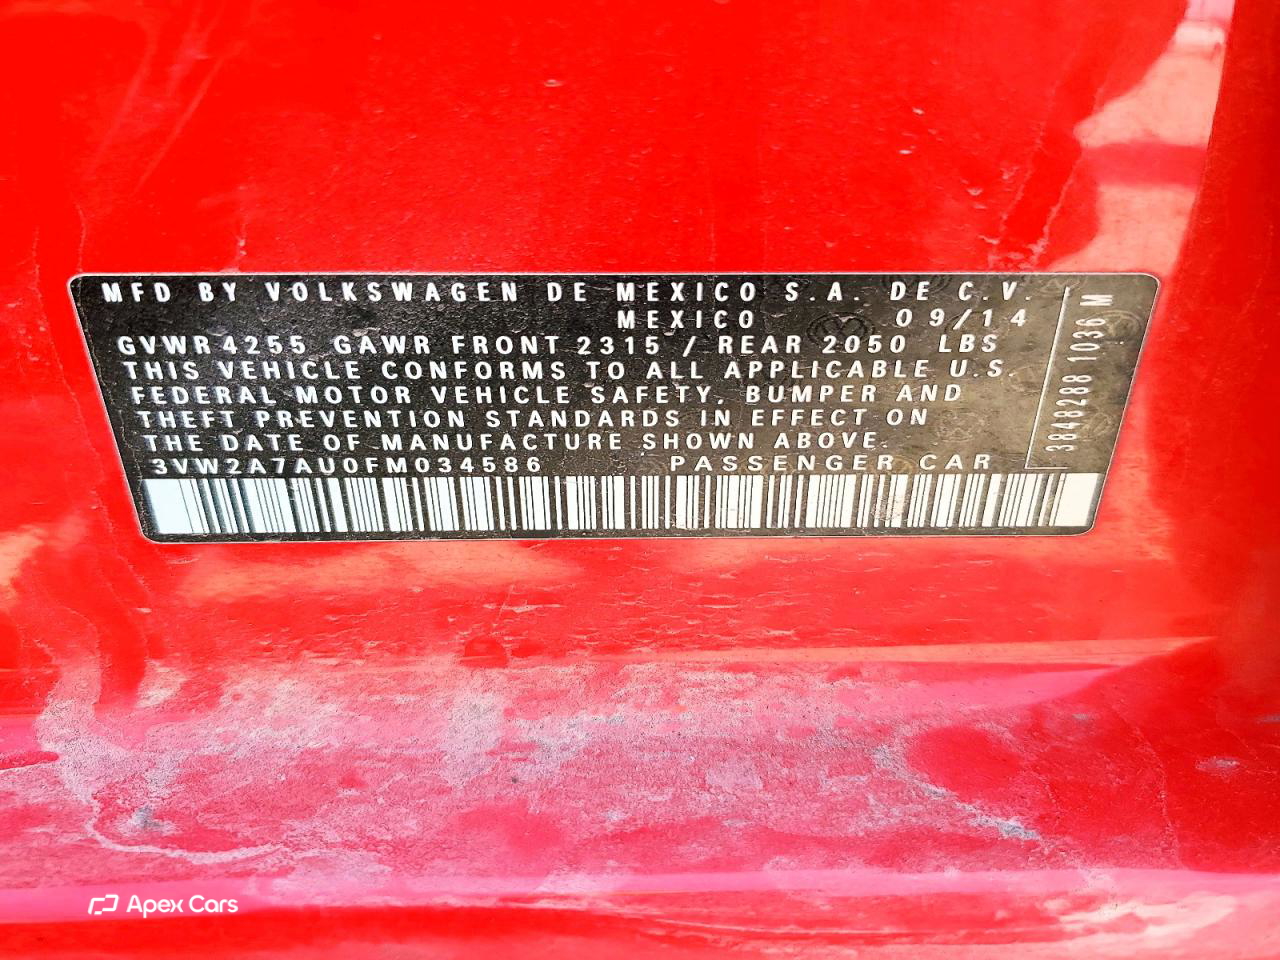 MFD BY VOLKSWAGEN DE MEXICO S.A. DE C.V.
MEXICO 09/14
GVWR 4255 GAWR FRONT 2315 / REAR 2050 LBS
THIS VEHICLE CONFORMS TO ALL APPLICABLE U.S.
FEDERAL MOTOR VEHICLE SAFETY, BUMPER AND
THEFT PREVENTION STANDARDS IN EFFECT ON
THE DATE OF MANUFACTURE SHOWN ABOVE.
3VW2A7AU0FM034586 PASSENGER CAR
3848288 1036 M
Apex Cars